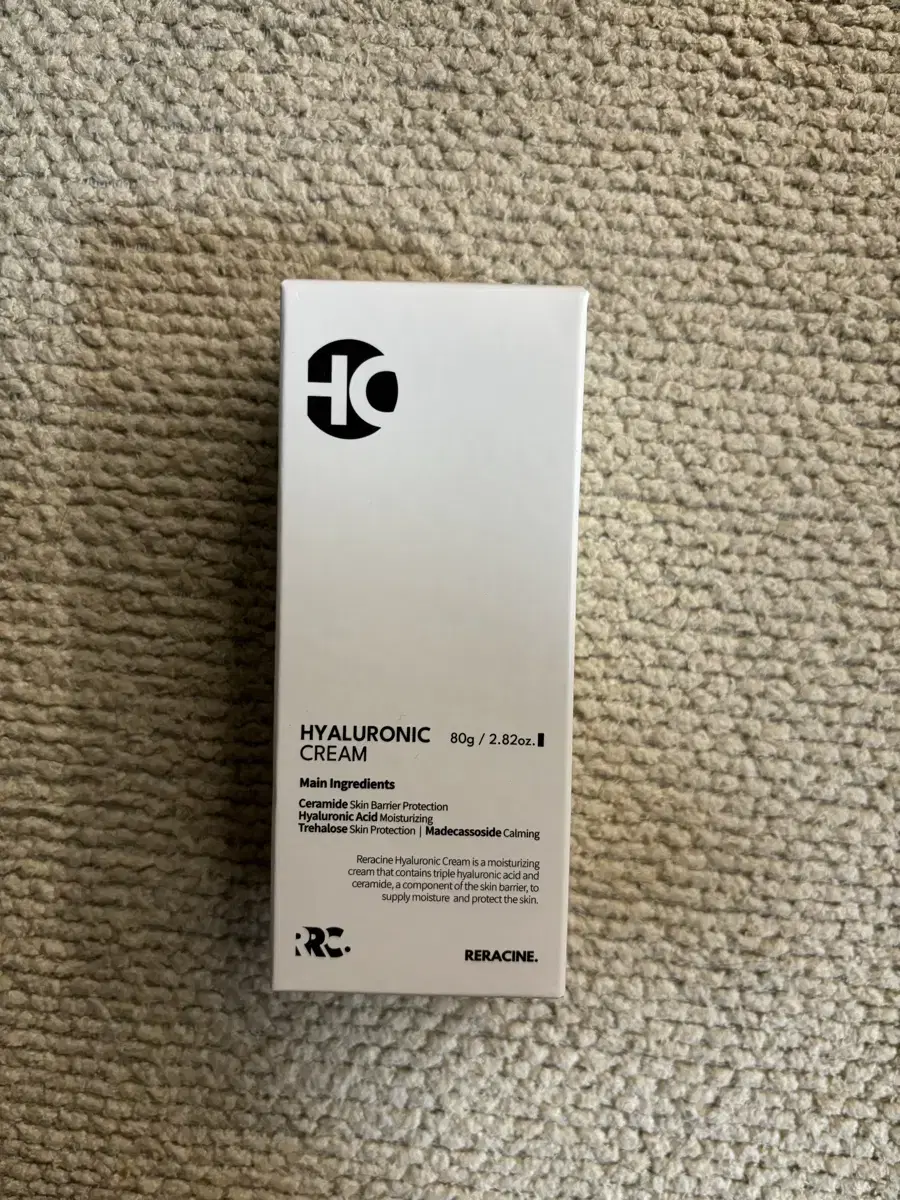 HC
HYALURONIC
CREAM
80g / 2.82oz.
Main Ingredients
Ceramide Skin Barrier Protection
Hyaluronic Acid Moisturizing
Trehalose Skin Protection | Madecassoside Calming
Reracine Hyaluronic Cream is a moisturizing
cream that contains triple hyaluronic acid and
ceramide, a component of the skin barrier, to
supply moisture and protect the skin.
RRC.
RERACINE.